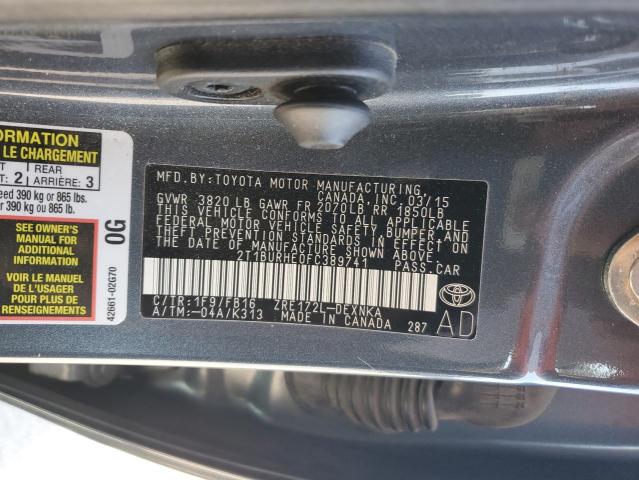 ORMATION
LE CHARGEMENT
T: 2 REAR
ARRIÈRE: 3
eed 390 kg or 865 lbs.
r 390 kg ou 865 lb.
SEE OWNER'S
MANUAL FOR
ADDITIONAL
INFORMATION
VOIR LE MANUEL
DE L'USAGER
POUR PLUS DE
RENSEIGNEMENTS
0G
42661-02G70
MFD.BY:TOYOTA MOTOR MANUFACTURING
CANADA,INC. 03/15
GVWR 3820 LB GAWR FR 2070LB RR 1850LB
THIS VEHICLE CONFORMS TO ALL APPLICABLE
FEDERAL MOTOR VEHICLE SAFETY, BUMPER, AND
THEFT PREVENTION STANDARDS IN EFFECT ON
THE DATE OF MANUFACTURE SHOWN ABOVE.
2T1BURHE0FC389741 PASS.CAR
C/TR:1F9/FB16 ZRE172L-DEXNKA
A/TM:-04A/K313 MADE IN CANADA 287
AD